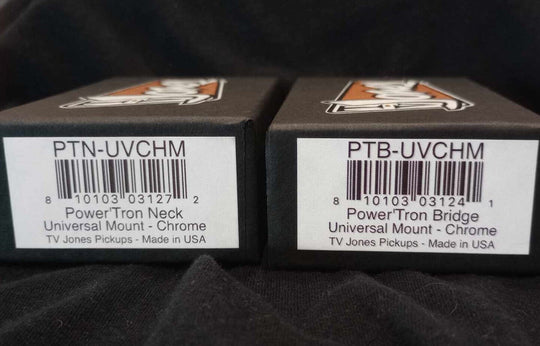 PTN-UVCHM
8 10103 03127 2
Power'Tron Neck
Universal Mount - Chrome
TV Jones Pickups - Made in USA
PTB-UVCHM
8 10103 03124 1
Power'Tron Bridge
Universal Mount - Chrome
TV Jones Pickups - Made in USA